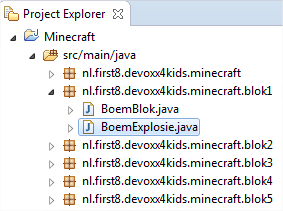 Project Explorer
Minecraft
src/main/java
nl.first8.devoxx4kids.minecraft
nl.first8.devoxx4kids.minecraft.blok1
BoemBlok.java
BoemExplosie.java
nl.first8.devoxx4kids.minecraft.blok2
nl.first8.devoxx4kids.minecraft.blok3
nl.first8.devoxx4kids.minecraft.blok4
nl.first8.devoxx4kids.minecraft.blok5